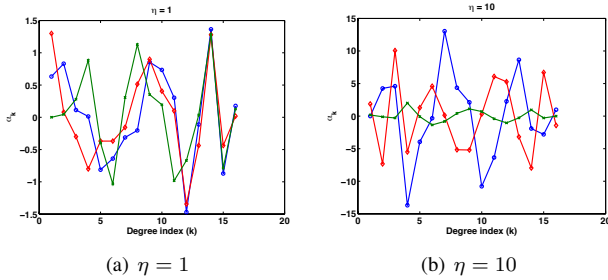 η = 1
1.5
1
0.5
0
−0.5
−1
−1.5
0 5 10 15 20
α_k
Degree index (k)
(a) η = 1
η = 10
15
10
5
0
−5
−10
−15
0 5 10 15 20
α_k
Degree index (k)
(b) η = 10